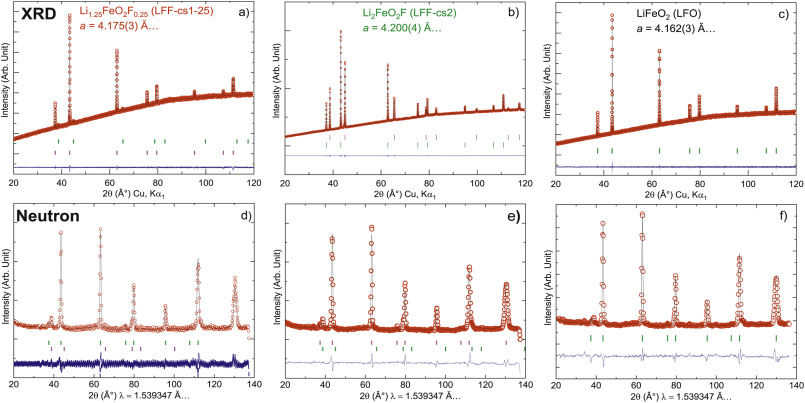 XRD
Li1.25FeO2F0.25 (LFF-cs1-25)
a = 4.175(3) Ä…
a)
Intensity (Arb. Unit)
20 40 60 80 100 120
2θ (Å°) Cu, Kα1
Li2FeO2F (LFF-cs2)
a = 4.200(4) Ä…
b)
Intensity (Arb. Unit)
20 40 60 80 100 120
2θ (Å°) Cu, Kα1
LiFeO2 (LFO)
a = 4.162(3) Ä…
c)
Intensity (Arb. Unit)
20 40 60 80 100 120
2θ (Å°) Cu, Kα1
Neutron
d)
Intensity (Arb. Unit)
20 40 60 80 100 120 140
2θ (Å°) λ = 1.539347 Ä…
e)
Intensity (Arb. Unit)
20 40 60 80 100 120 140
2θ (Å°) λ = 1.539347 Ä…
f)
Intensity (Arb. Unit)
20 40 60 80 100 120 140
2θ (Å°) λ = 1.539347 Ä…